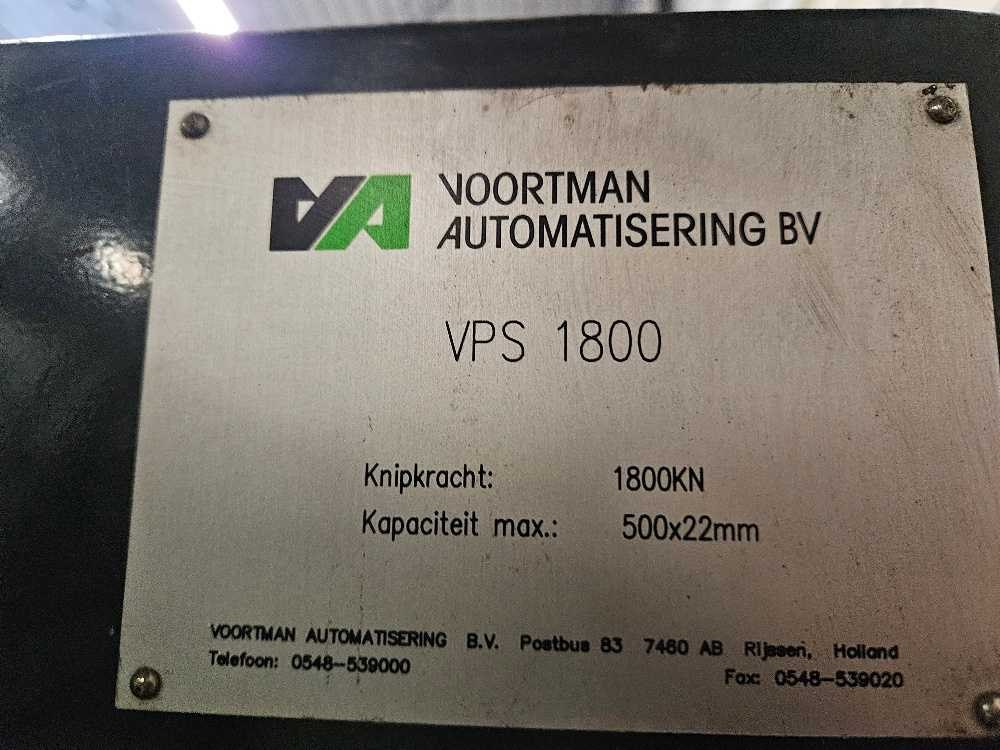 VA VOORTMAN
AUTOMATISERING BV
VPS 1800
Knipkracht: 1800KN
Kapaciteit max.: 500x22mm
VOORTMAN AUTOMATISERING B.V. Postbus 83 7460 AB Rijssen, Holland
Telefoon: 0548-539000 Fax: 0548-539020